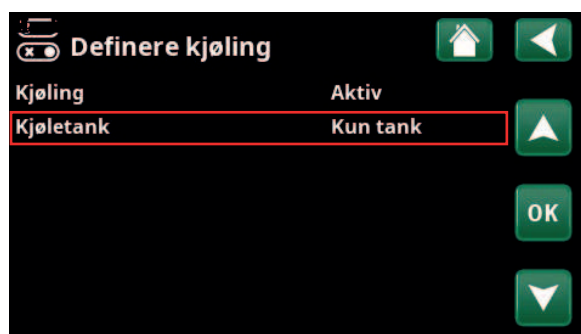 Definere kjøling
Kjøling Aktiv
Kjøletank Kun tank
OK